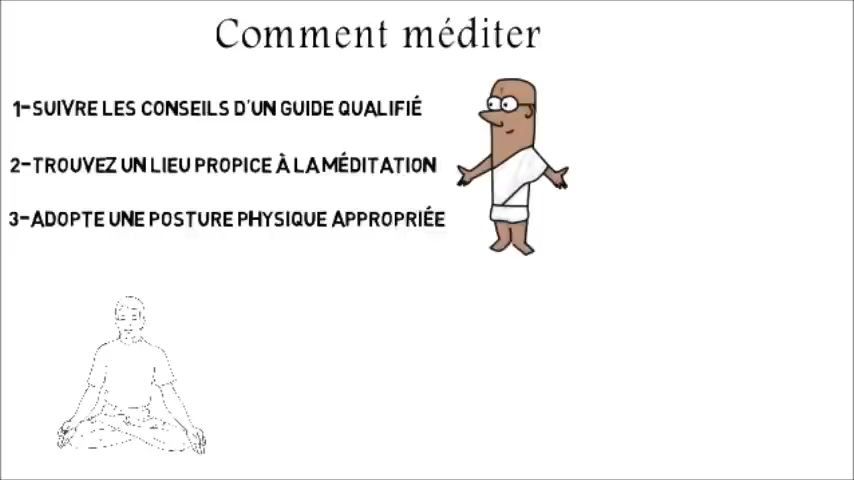 Comment méditer
1-SUIVRE LES CONSEILS D'UN GUIDE QUALIFIÉ
2-TROUVEZ UN LIEU PROPICE À LA MÉDITATION
3-ADOPTE UNE POSTURE PHYSIQUE APPROPRIÉE